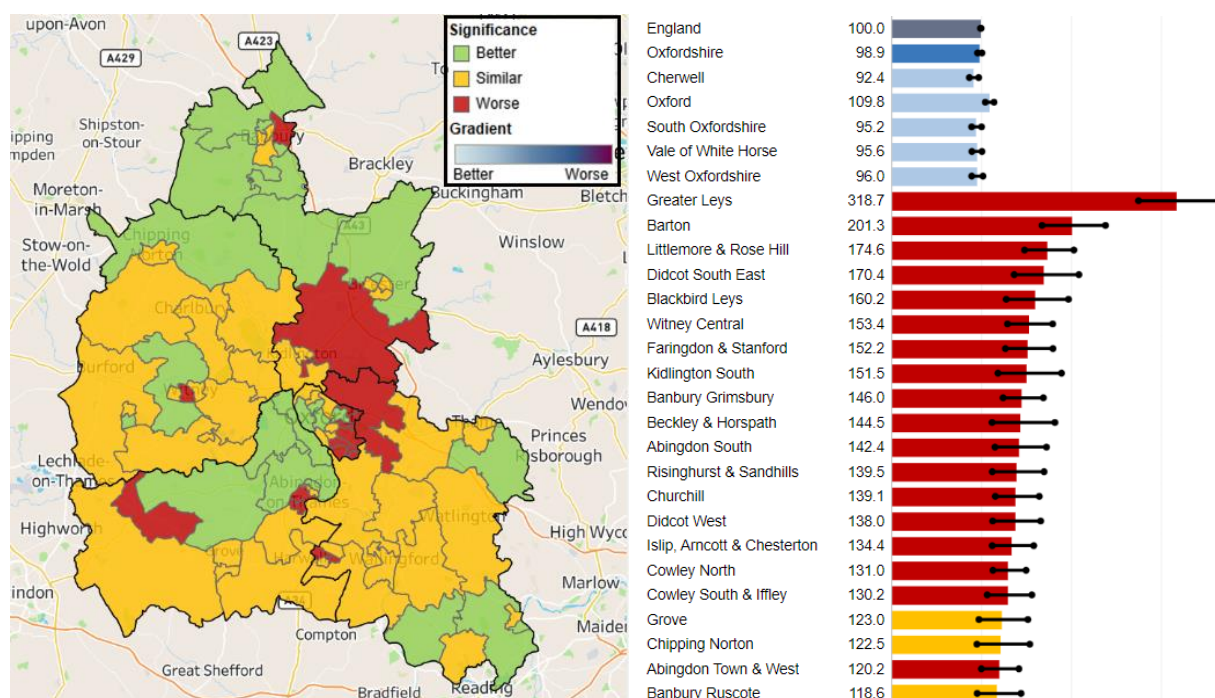 upon-Avon
A423
A429
Shipston-
on-Stour
ipping
mpden
Banbury
Brackley
Buckingham
Bletch
Moreton-
in-Marsh
Stow-on-
the-Wold
Chipping
Norton
A43
Winslow
Bicester
Charlbury
A418
Aylesbury
Kidlington
Burford
Witney
Wendov
Thame
Princes
Risborough
Lechlade-
on-Thames
Abingdon
-on-Thames
Watlington
Highworth
High Wyc
Grove
Harwell
Wallingford
indon
A34
Marlow
Maiden
Compton
Great Shefford
Bradfield
Reading
Significance
Better
Similar
Worse
Gradient
Better Worse
England 100.0
Oxfordshire 98.9
Cherwell 92.4
Oxford 109.8
South Oxfordshire 95.2
Vale of White Horse 95.6
West Oxfordshire 96.0
Greater Leys 318.7
Barton 201.3
Littlemore & Rose Hill 174.6
Didcot South East 170.4
Blackbird Leys 160.2
Witney Central 153.4
Faringdon & Stanford 152.2
Kidlington South 151.5
Banbury Grimsbury 146.0
Beckley & Horspath 144.5
Abingdon South 142.4
Risinghurst & Sandhills 139.5
Churchill 139.1
Didcot West 138.0
Islip, Arncott & Chesterton 134.4
Cowley North 131.0
Cowley South & Iffley 130.2
Grove 123.0
Chipping Norton 122.5
Abingdon Town & West 120.2
Banbury Ruscote 118.6